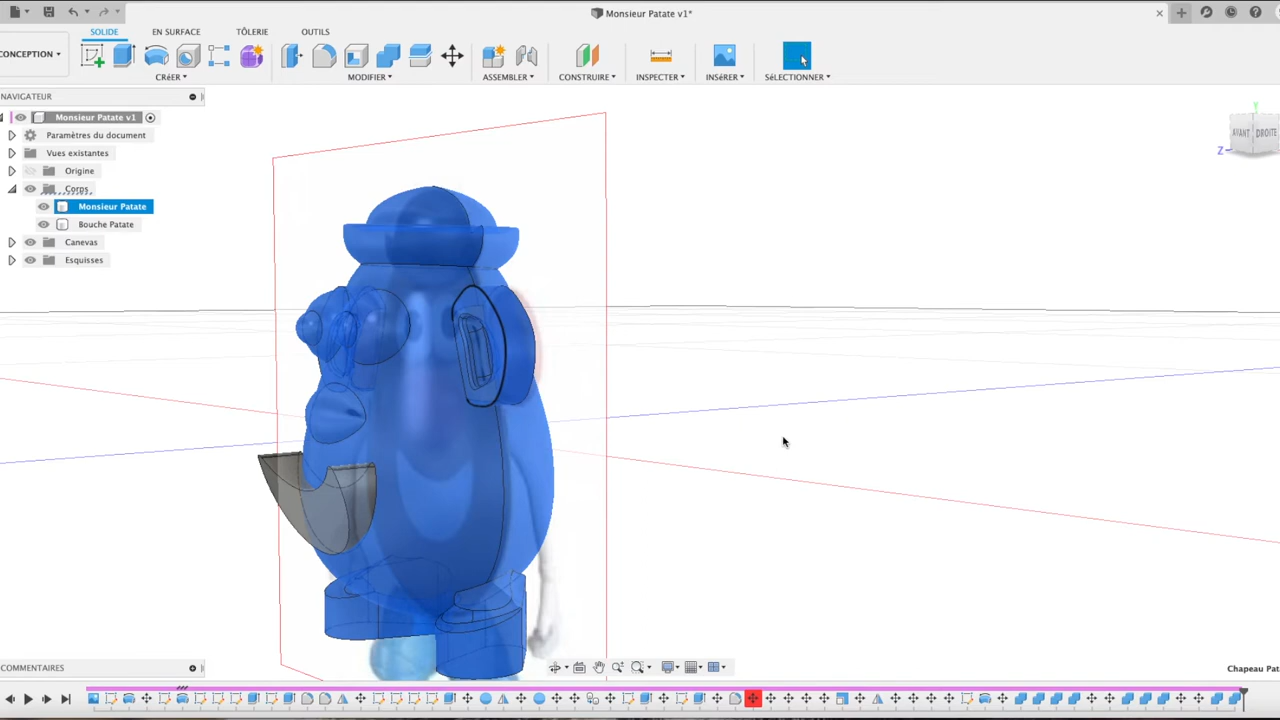 Monsieur Patate v1*
SOLIDE EN SURFACE TÔLERIE OUTILS
CONCEPTION
CRÉER MODIFIER ASSEMBLER CONSTRUIRE INSPECTER INSÉRER SÉLECTIONNER
NAVIGATEUR
Monsieur Patate v1
Paramètres du document
Vues existantes
Origine
Corps
Monsieur Patate
Bouche Patate
Canevas
Esquisses
Y
AVANT DROITE
Z
COMMENTAIRES
Chapeau Pat